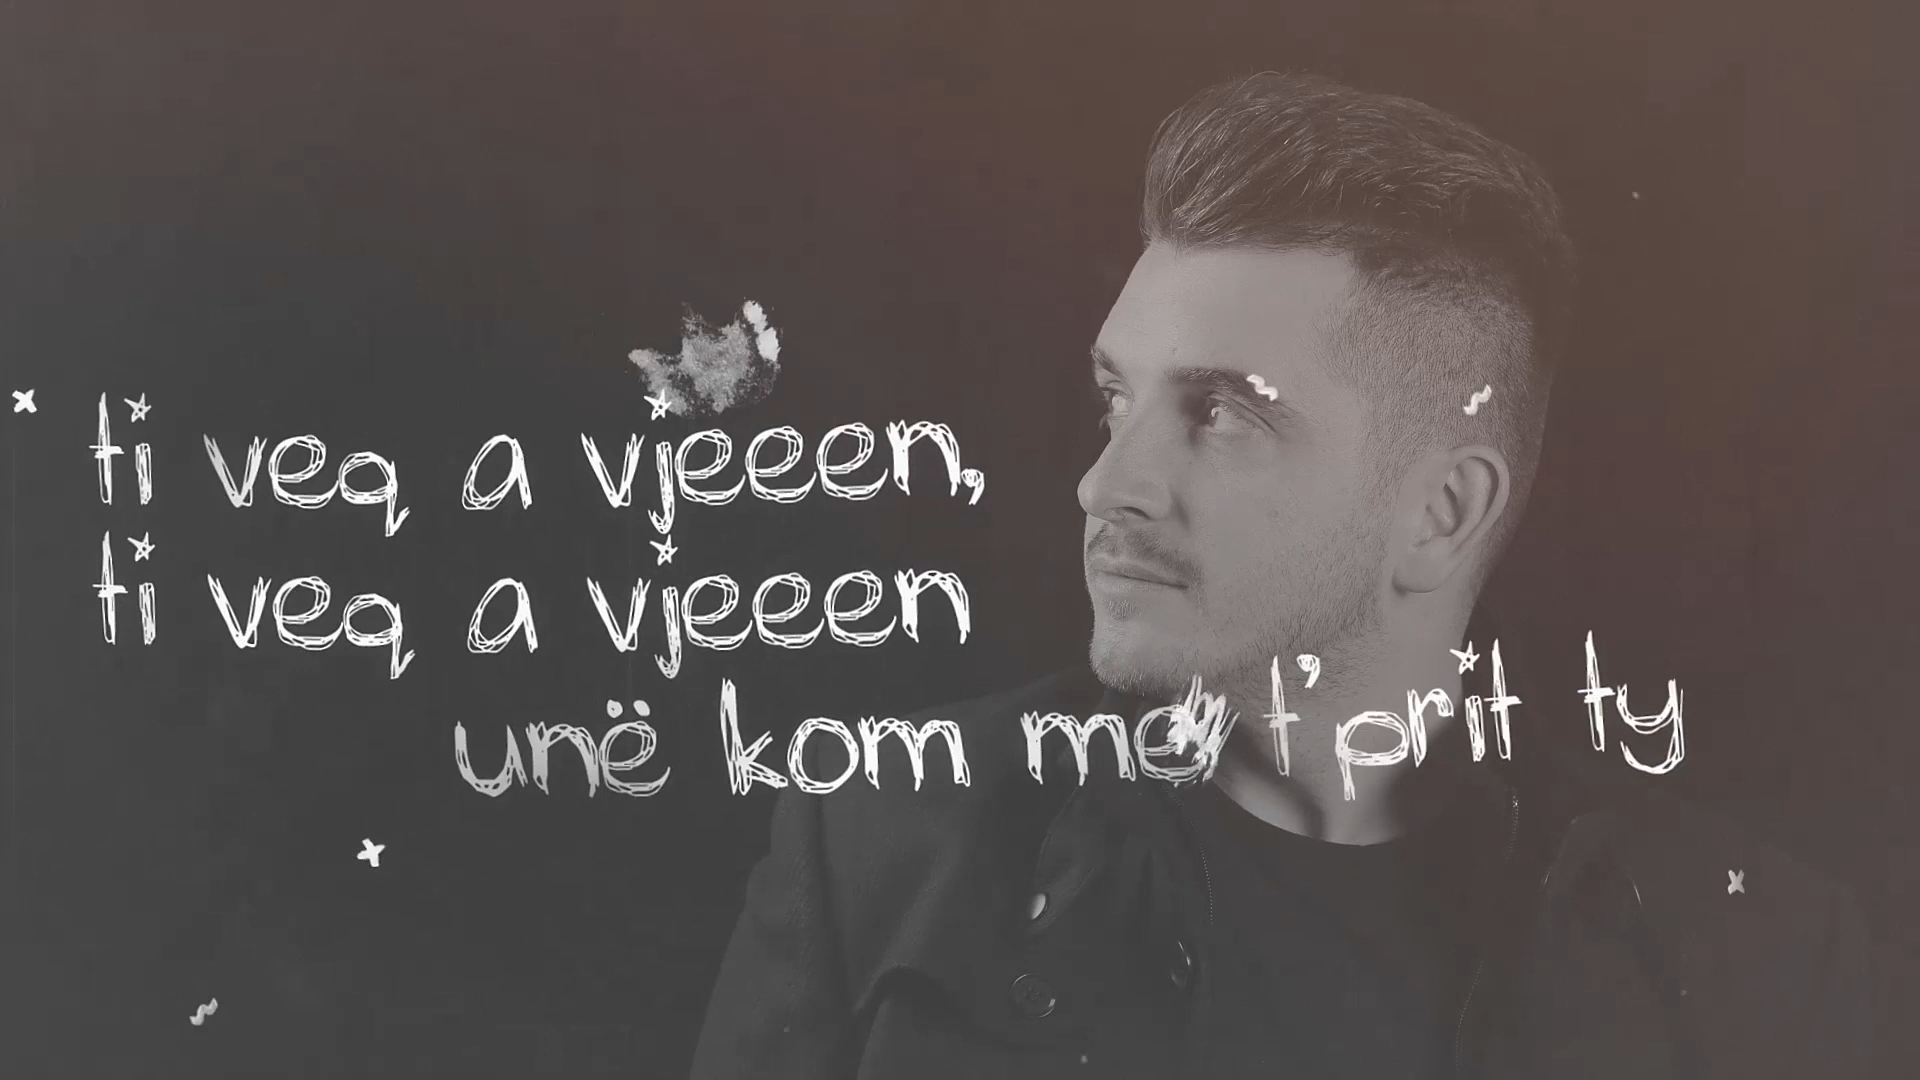 ti veq a vjeeen,
ti veq a vjeeen
unë kom me t'prit ty